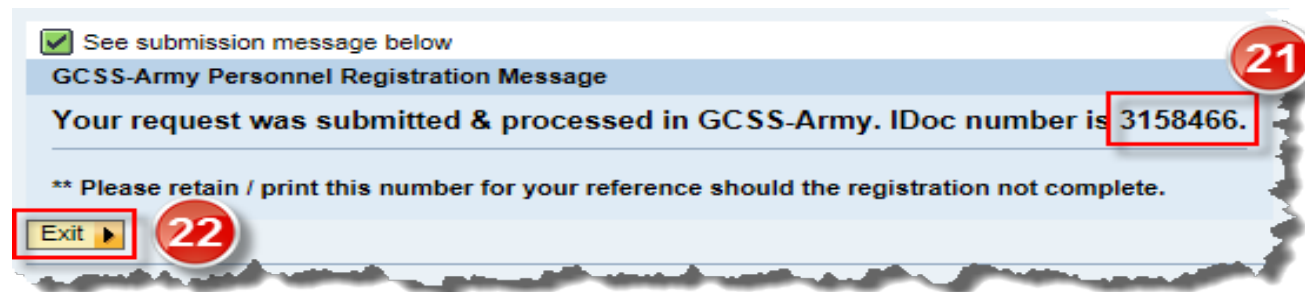 See submission message below
21
GCSS-Army Personnel Registration Message
Your request was submitted & processed in GCSS-Army. IDoc number is 3158466.
** Please retain / print this number for your reference should the registration not complete.
Exit
22